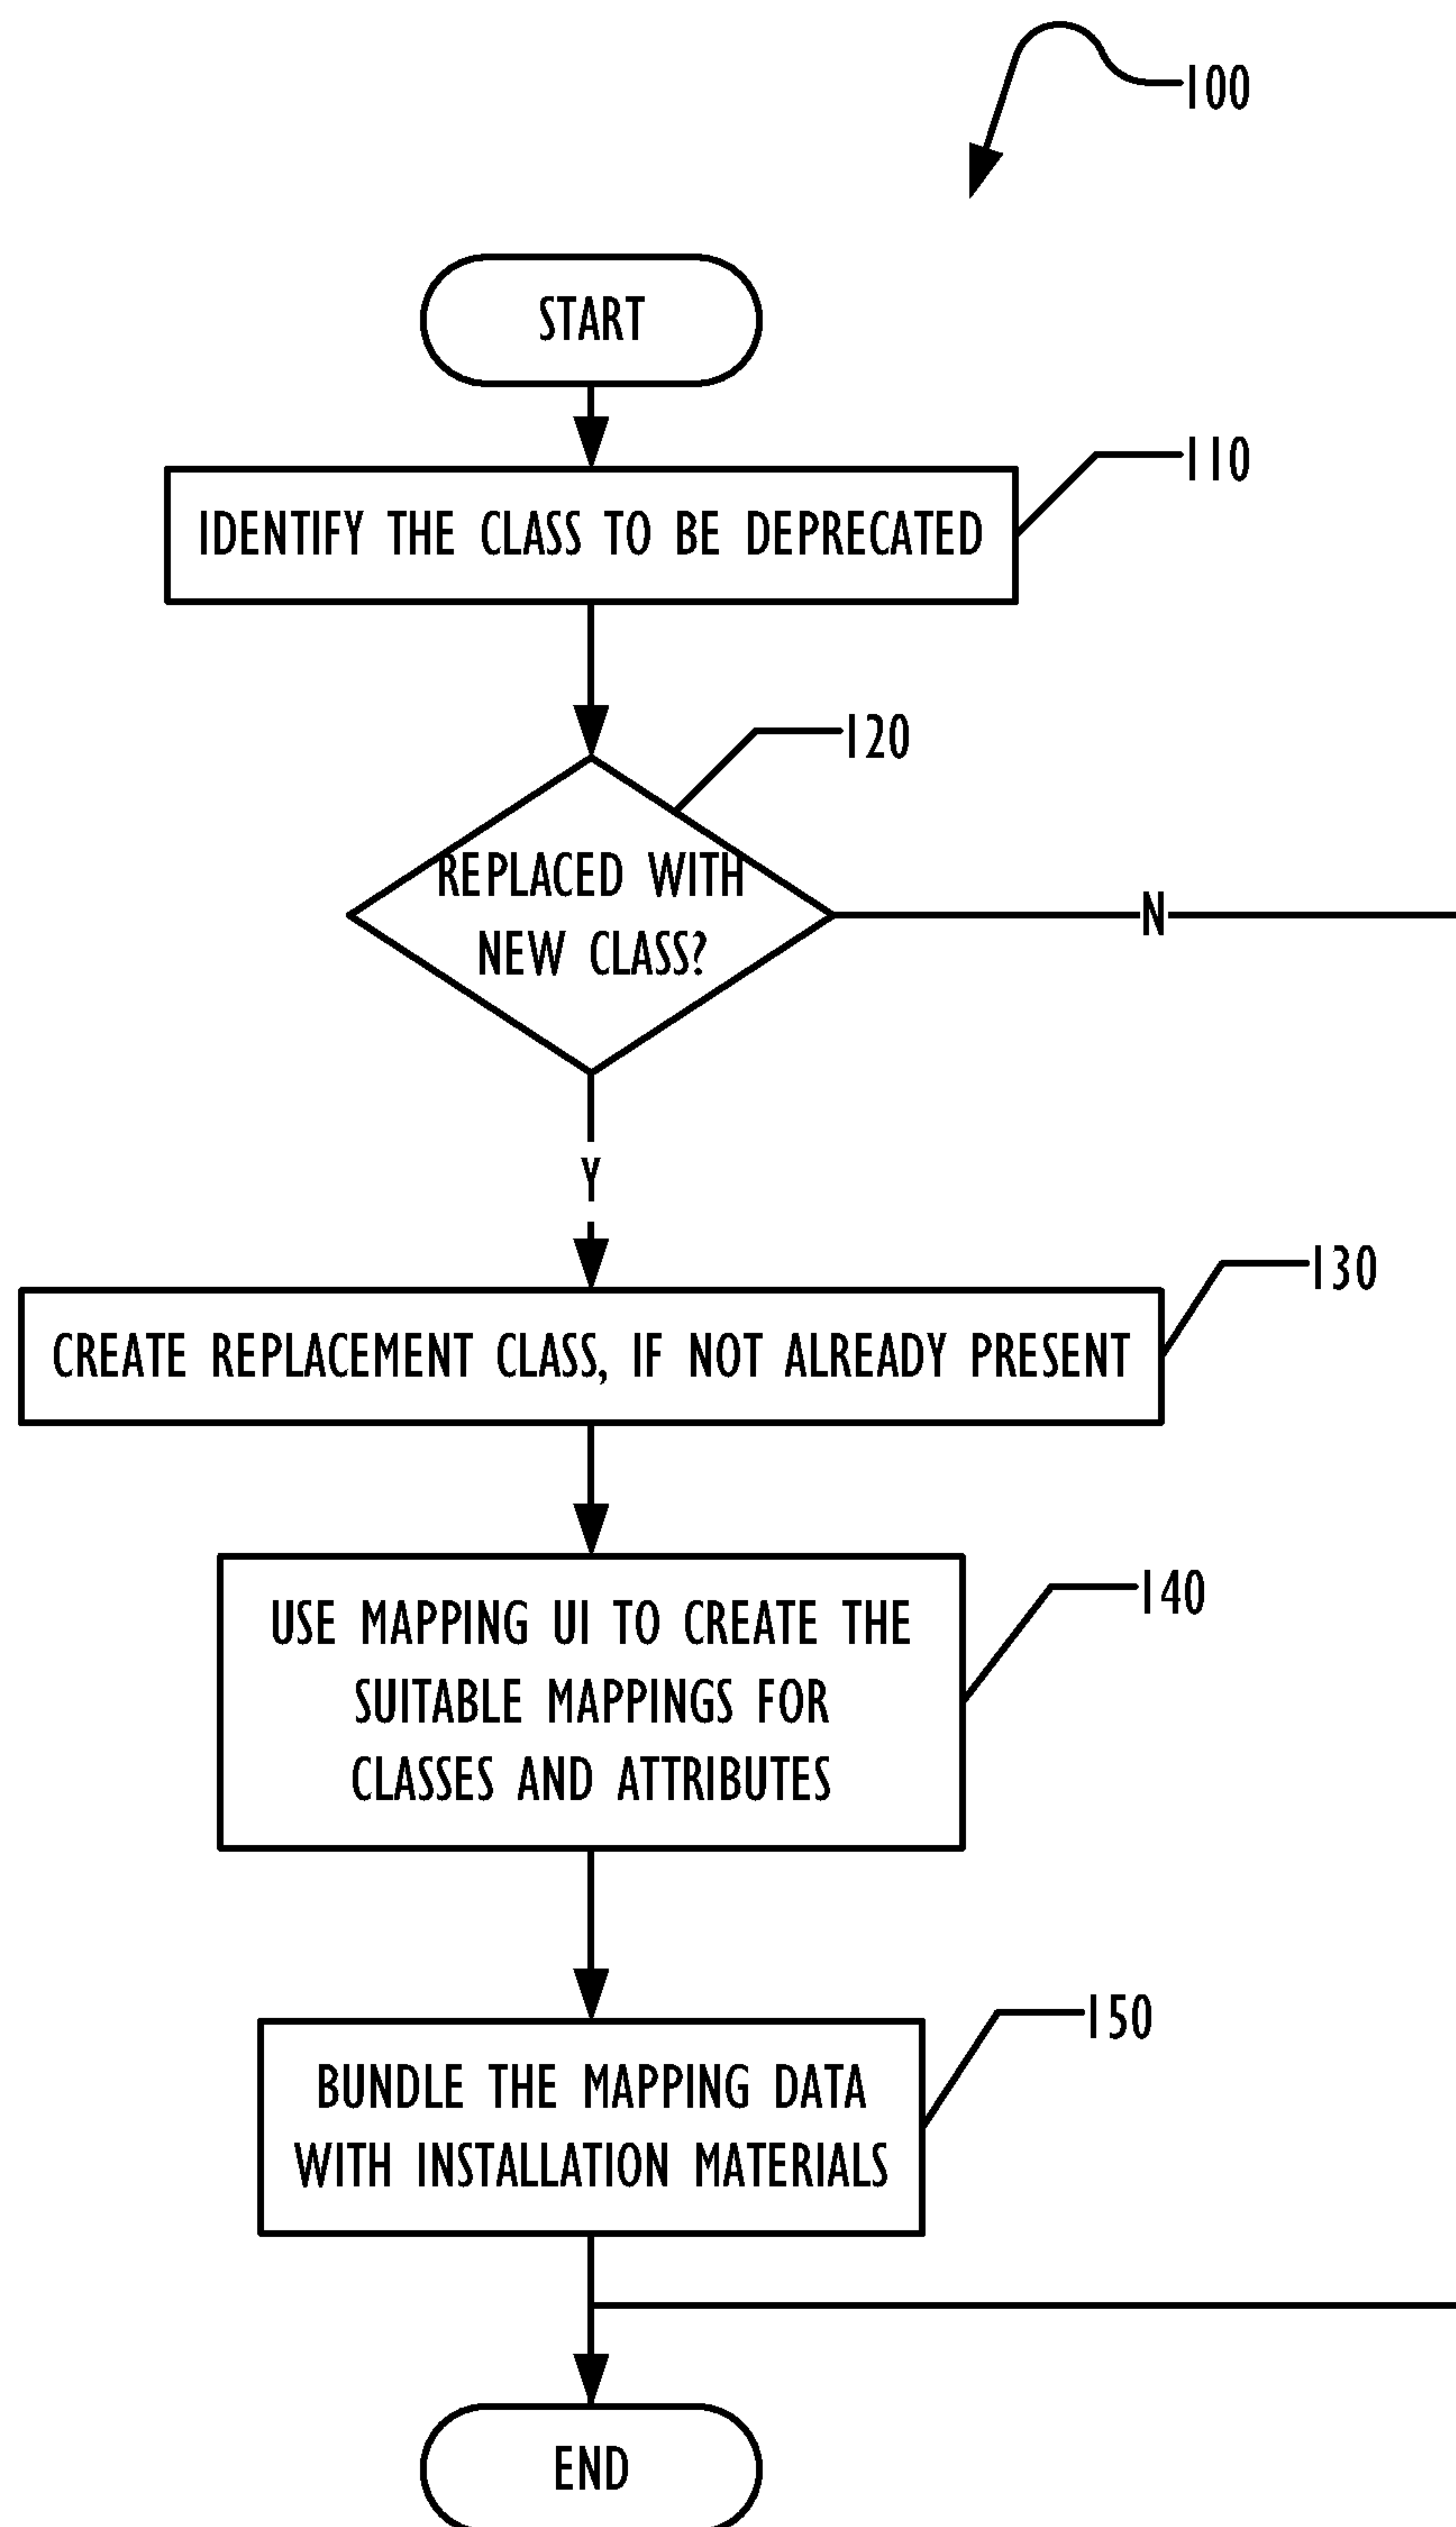 100
START
110
IDENTIFY THE CLASS TO BE DEPRECATED
120
REPLACED WITH
NEW CLASS?
N
Y
130
CREATE REPLACEMENT CLASS, IF NOT ALREADY PRESENT
140
USE MAPPING UI TO CREATE THE
SUITABLE MAPPINGS FOR
CLASSES AND ATTRIBUTES
150
BUNDLE THE MAPPING DATA
WITH INSTALLATION MATERIALS
END